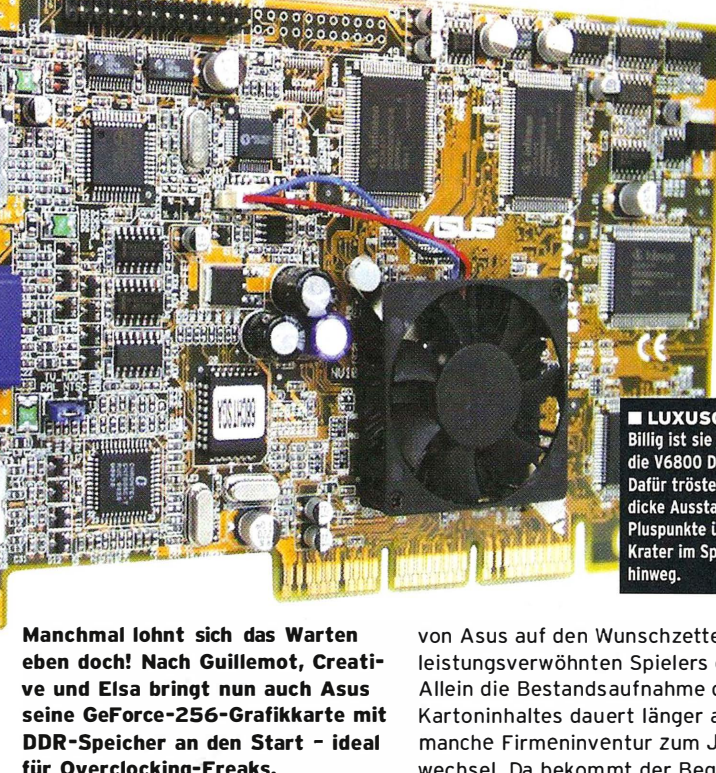 ASUS
TV_MOD
PAL NTSC
CE
■ LUXUSG
Billig ist sie
die V6800 D
Dafür tröste
dicke Aussta
Pluspunkte ü
Krater im Sp
hinweg.
Manchmal lohnt sich das Warten
eben doch! Nach Guillemot, Creati-
ve und Elsa bringt nun auch Asus
seine GeForce-256-Grafikkarte mit
DDR-Speicher an den Start – ideal
für Overclocking-Freaks.
von Asus auf den Wunschzette
leistungsverwöhnten Spielers
Allein die Bestandsaufnahme
Kartoninhaltes dauert länger a
manche Firmeninventur zum J
wechsel. Da bekommt der Beg